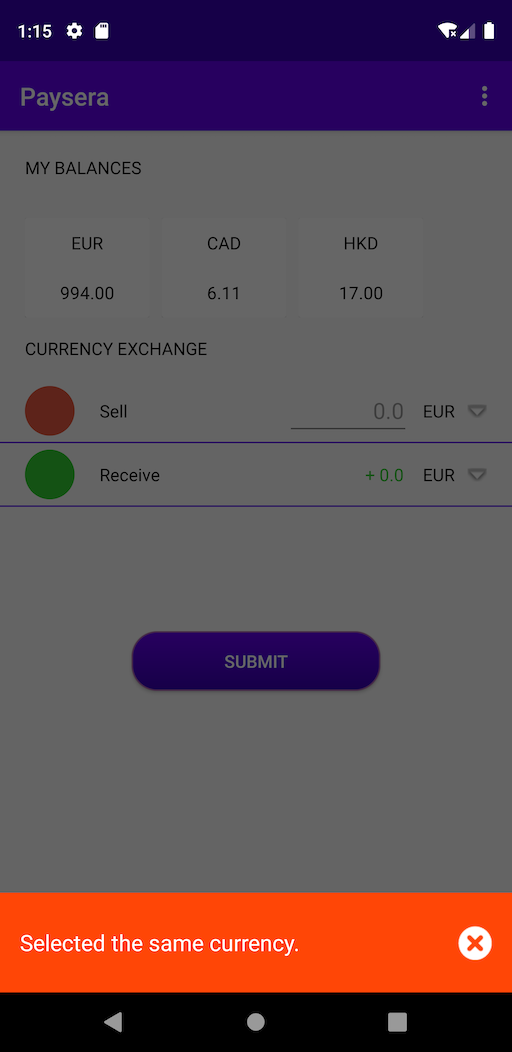 1:15
Paysera
MY BALANCES
EUR CAD HKD
994.00 6.11 17.00
CURRENCY EXCHANGE
Sell 0.0 EUR
Receive + 0.0 EUR
SUBMIT
Selected the same currency.